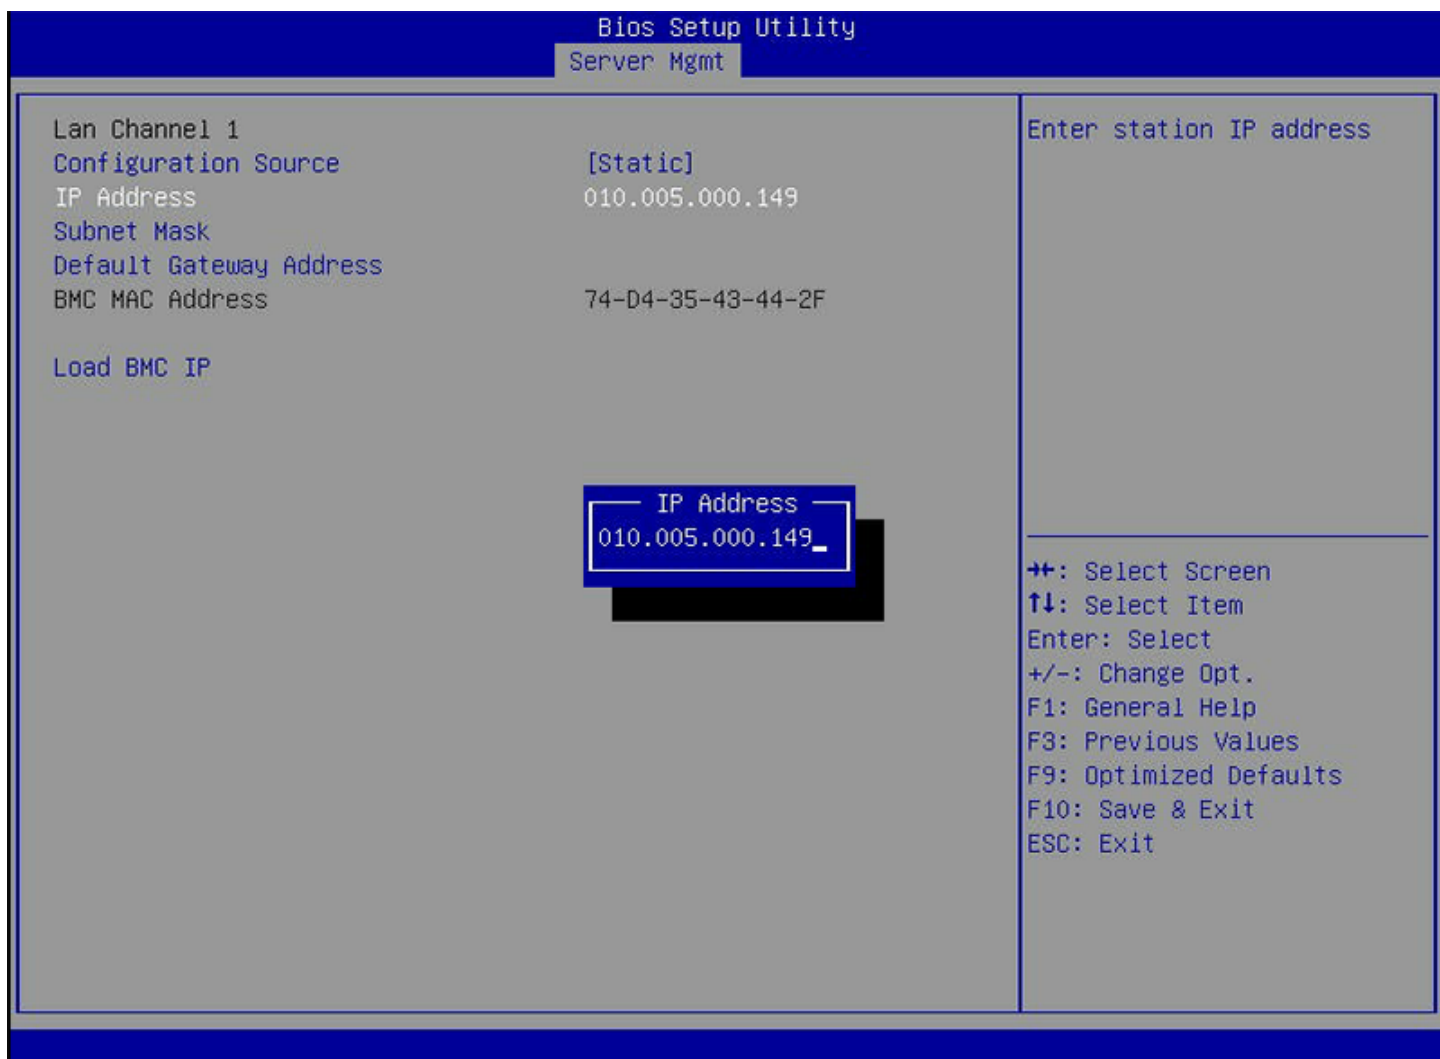 Bios Setup Utility
Server Mgmt
Lan Channel 1
Configuration Source [Static]
IP Address 010.005.000.149
Subnet Mask
Default Gateway Address
BMC MAC Address 74-D4-35-43-44-2F
Load BMC IP
IP Address
010.005.000.149_
Enter station IP address
→←: Select Screen
↑↓: Select Item
Enter: Select
+/-: Change Opt.
F1: General Help
F3: Previous Values
F9: Optimized Defaults
F10: Save & Exit
ESC: Exit